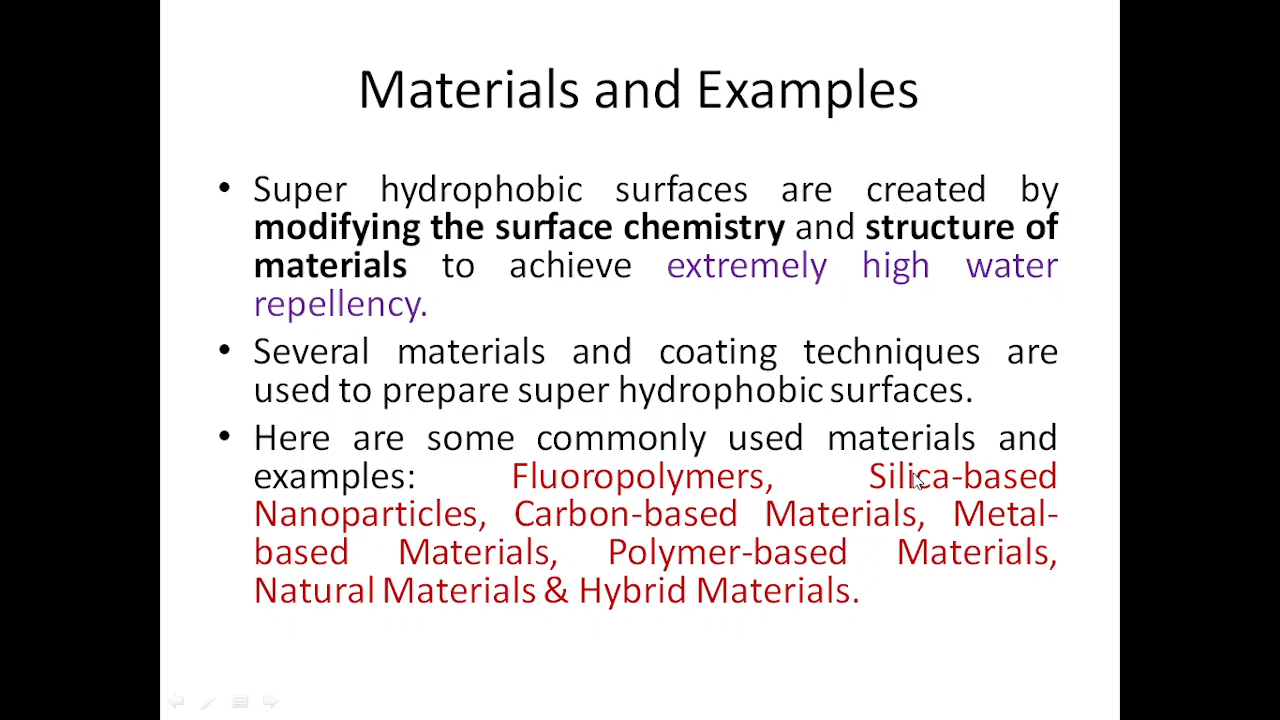 Materials and Examples
• Super hydrophobic surfaces are created by
modifying the surface chemistry and structure of
materials to achieve extremely high water
repellency.
• Several materials and coating techniques are
used to prepare super hydrophobic surfaces.
• Here are some commonly used materials and
examples: Fluoropolymers, Silica-based
Nanoparticles, Carbon-based Materials, Metal-
based Materials, Polymer-based Materials,
Natural Materials & Hybrid Materials.